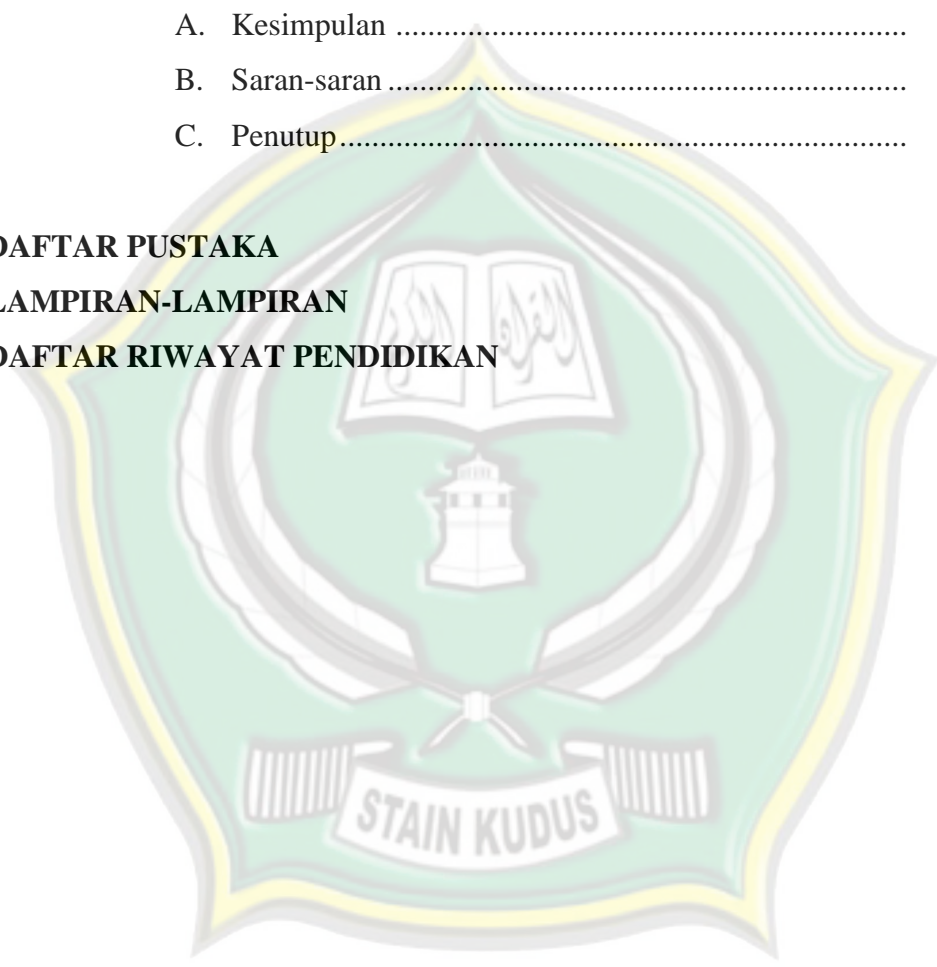 A. Kesimpulan ................................................................
B. Saran-saran .................................................................
C. Penutup.......................................................................
DAFTAR PUSTAKA
LAMPIRAN-LAMPIRAN
DAFTAR RIWAYAT PENDIDIKAN
STAIN KUDUS